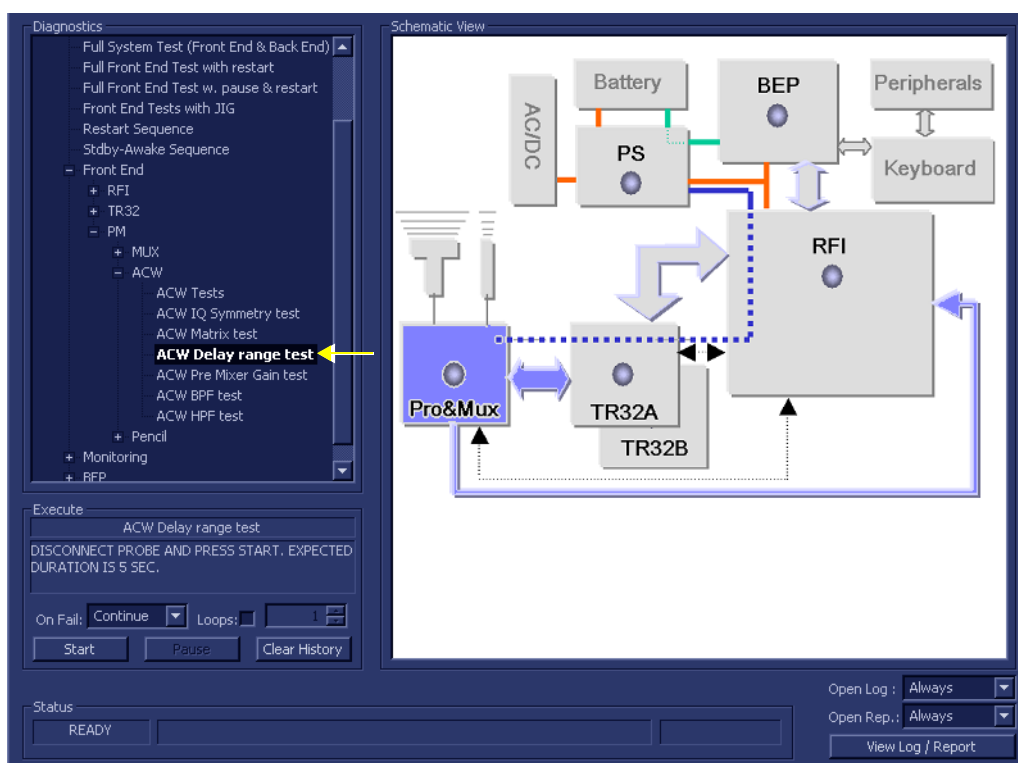 Diagnostics
Full System Test (Front End & Back End)
Full Front End Test with restart
Full Front End Test w. pause & restart
Front End Tests with JIG
Restart Sequence
Stdby-Awake Sequence
Front End
RFI
TR32
PM
MUX
ACW
ACW Tests
ACW IQ Symmetry test
ACW Matrix test
ACW Delay range test
ACW Pre Mixer Gain test
ACW BPF test
ACW HPF test
Pencil
Monitoring
BEP
Execute
ACW Delay range test
DISCONNECT PROBE AND PRESS START. EXPECTED
DURATION IS 5 SEC.
On Fail: Continue Loops: 1
Start Pause Clear History
Schematic View
Battery
BEP
Peripherals
AC/DC
PS
Keyboard
RFI
Pro&Mux
TR32A
TR32B
Open Log : Always
Open Rep.: Always
View Log / Report
Status
READY